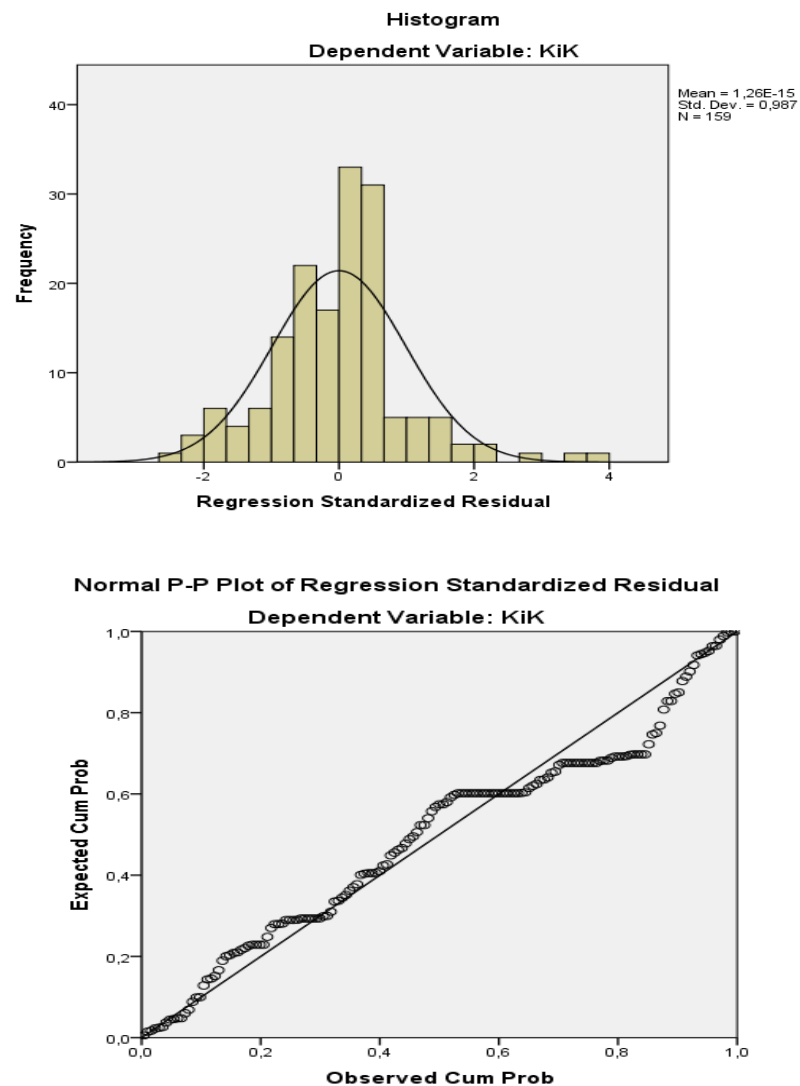 Histogram
Dependent Variable: KiK
Mean = 1,26E-15
Std. Dev. = 0,987
N = 159
40
30
20
10
0
Frequency
-2 0 2 4
Regression Standardized Residual
Normal P-P Plot of Regression Standardized Residual
Dependent Variable: KiK
1,0
0,8
0,6
0,4
0,2
0,0
Expected Cum Prob
0,0 0,2 0,4 0,6 0,8 1,0
Observed Cum Prob